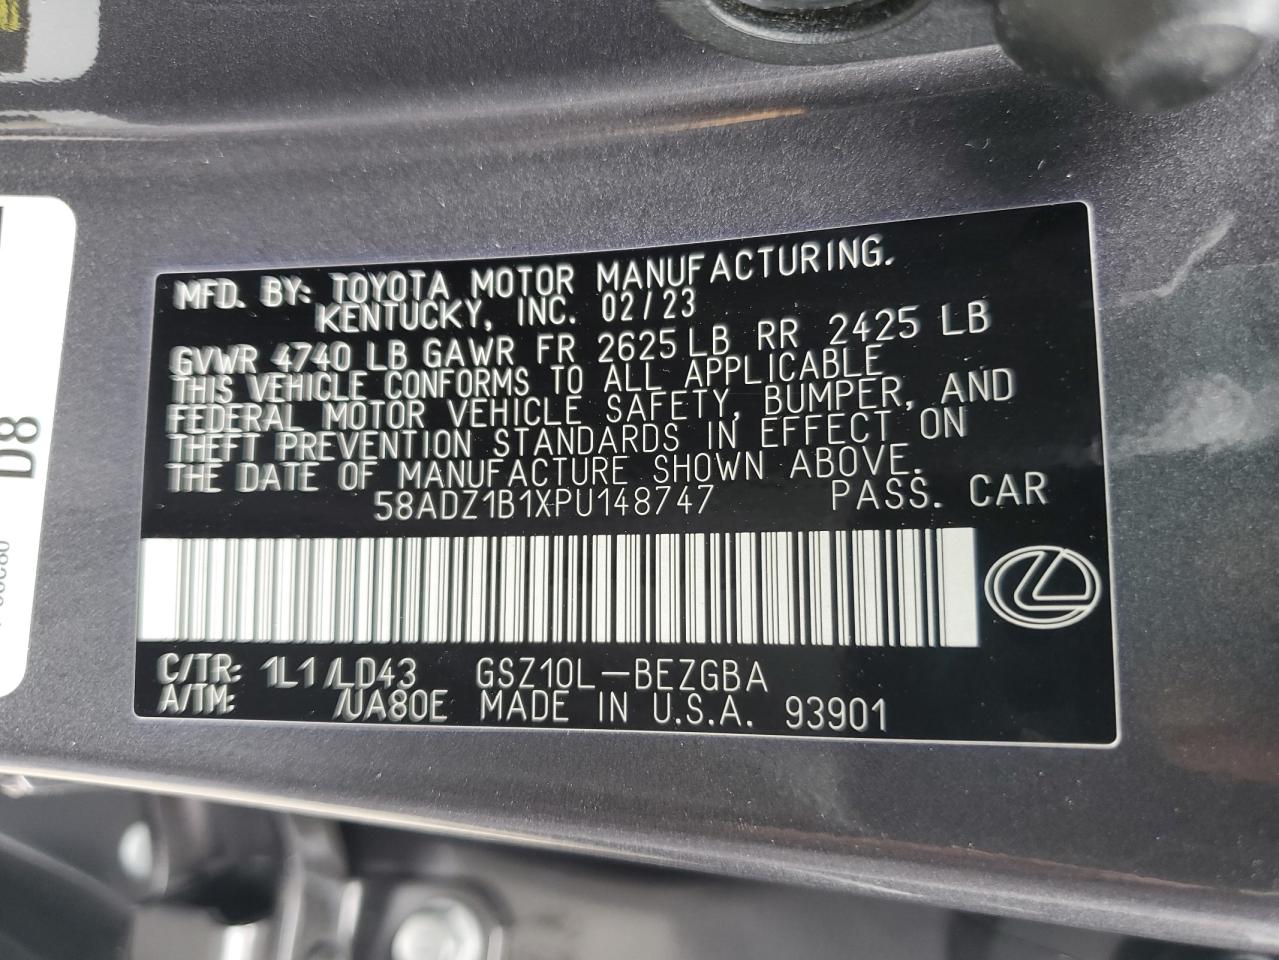 MFD. BY: TOYOTA MOTOR MANUFACTURING.
KENTUCKY, INC. 02/23
GVWR 4740 LB GAWR FR 2625 LB RR 2425 LB
THIS VEHICLE CONFORMS TO ALL APPLICABLE
FEDERAL MOTOR VEHICLE SAFETY, BUMPER, AND
THEFT PREVENTION STANDARDS IN EFFECT ON
THE DATE OF MANUFACTURE SHOWN ABOVE.
58ADZ1B1XPU148747 PASS. CAR
C/TR: 1L1/LD43 GSZ10L-BEZGBA
A/TM: /UA80E MADE IN U.S.A. 93901
D8